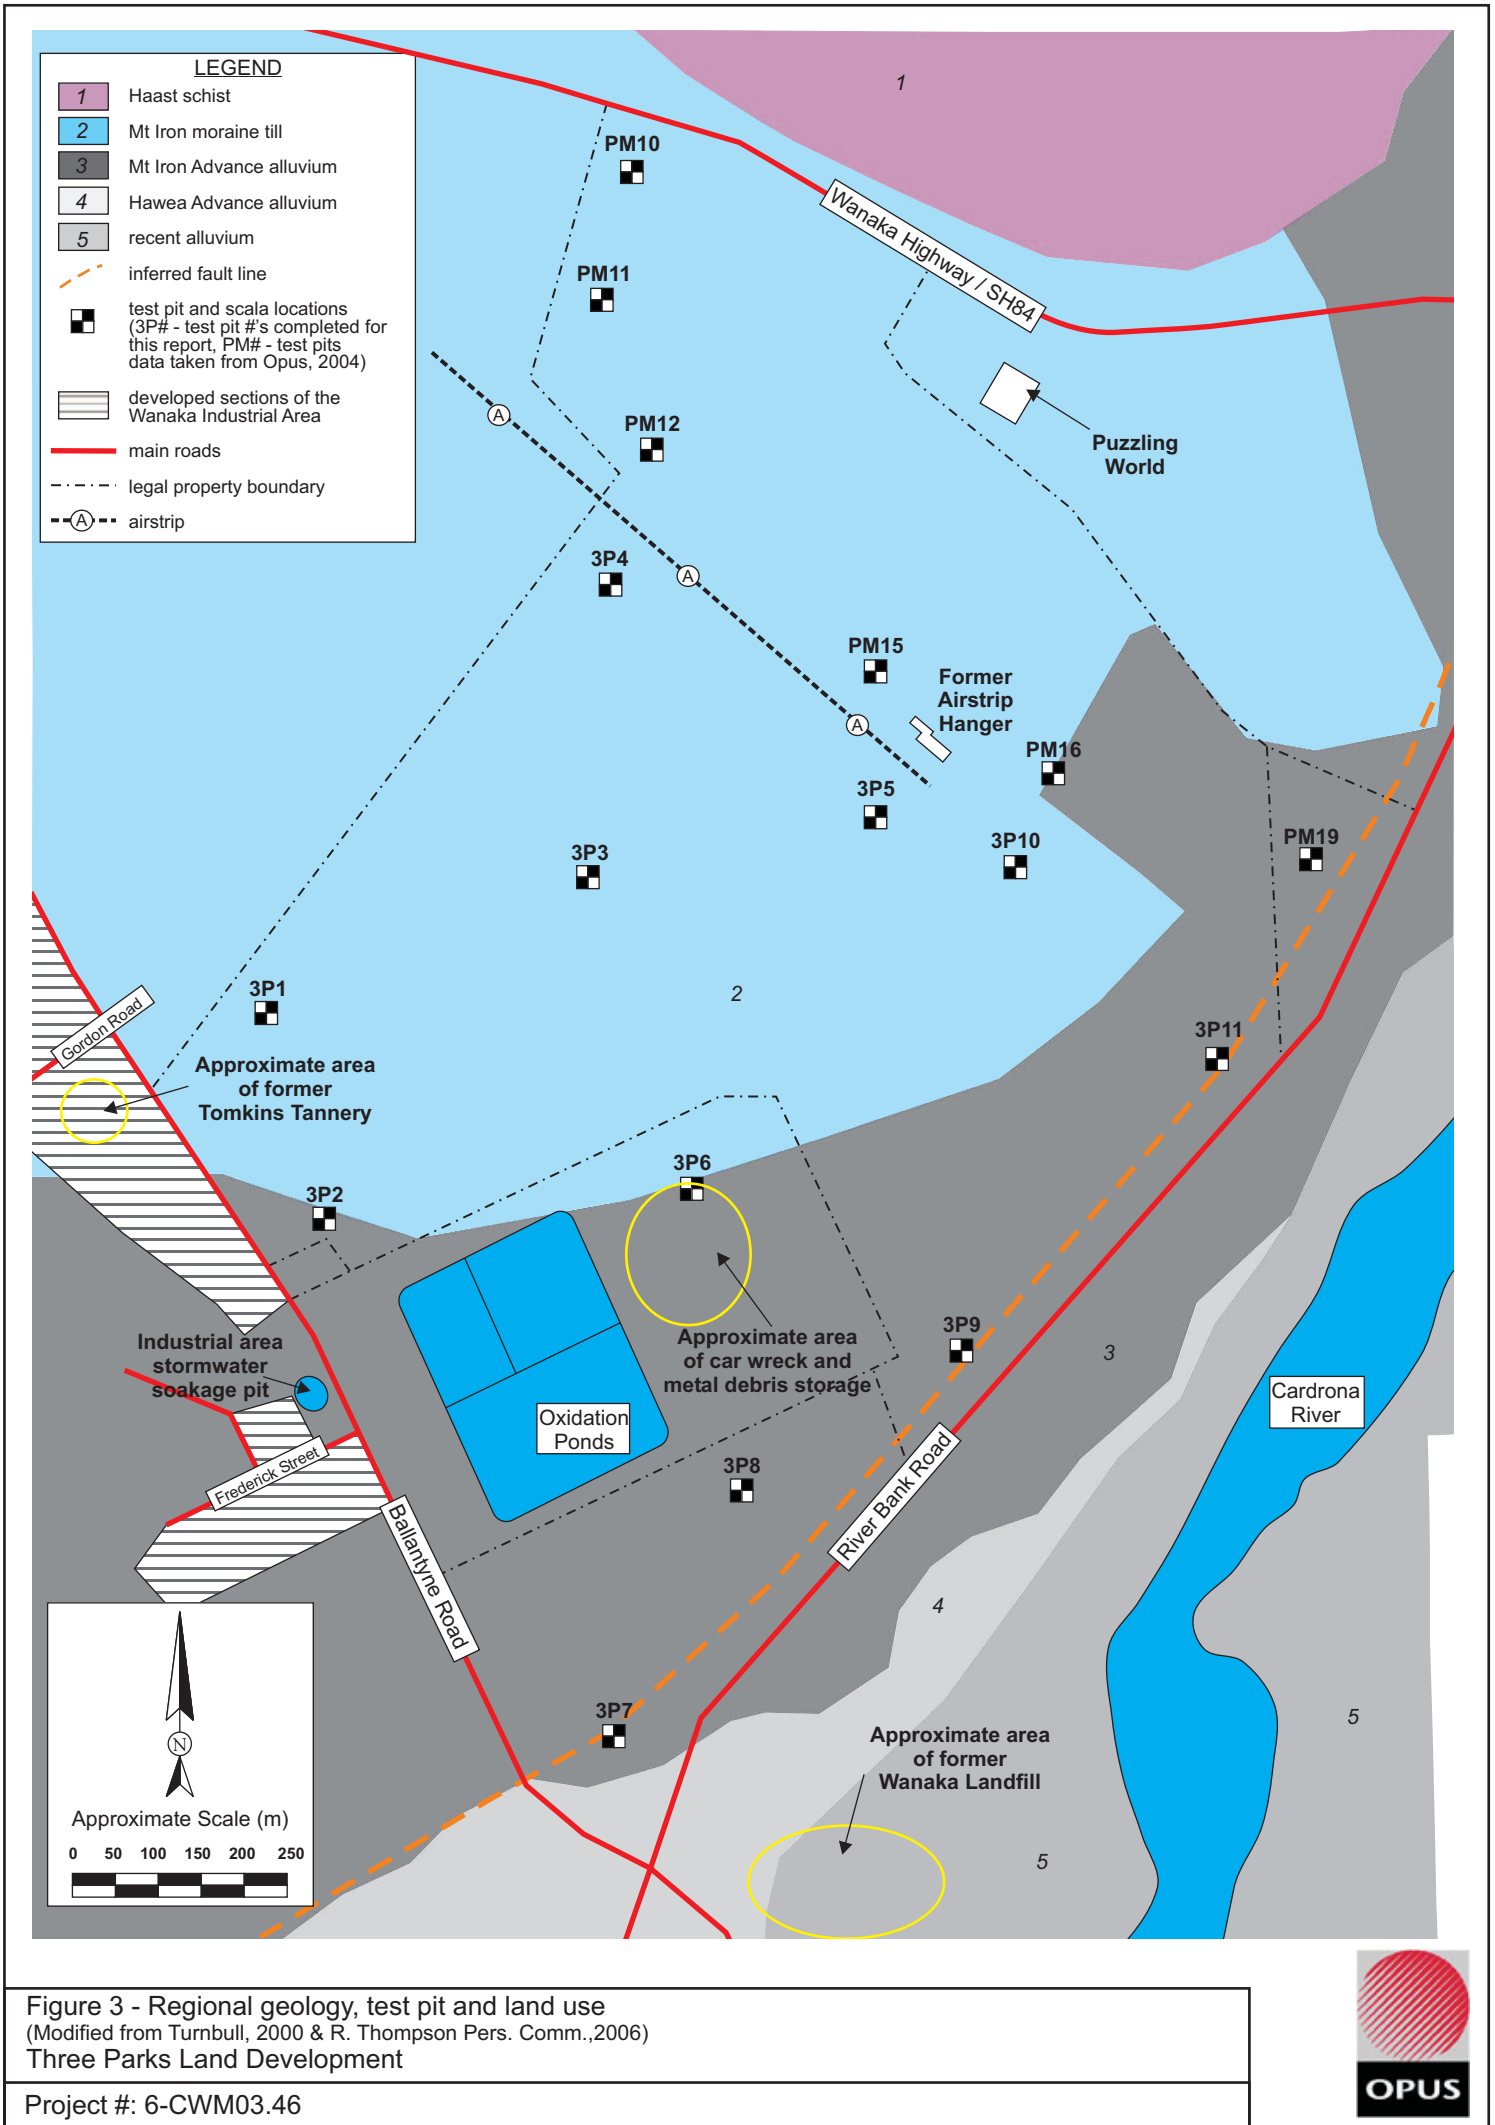 LEGEND
1 Haast schist
2 Mt Iron moraine till
3 Mt Iron Advance alluvium
4 Hawea Advance alluvium
5 recent alluvium
inferred fault line
test pit and scala locations
(3P# - test pit #'s completed for
this report, PM# - test pits
data taken from Opus, 2004)
developed sections of the
Wanaka Industrial Area
main roads
legal property boundary
A airstrip
1
PM10
Wanaka Highway / SH84
PM11
A
PM12
Puzzling
World
3P4
A
PM15
Former
Airstrip
Hanger
A
PM16
3P5
3P10
PM19
3P3
3P1
2
Gordon Road
3P11
Approximate area
of former
Tomkins Tannery
3P6
3P2
Industrial area
stormwater
soakage pit
Approximate area
of car wreck and
metal debris storage
3P9
3
Cardrona
River
Oxidation
Ponds
Frederick Street
3P8
River Bank Road
Ballantyne Road
4
3P7
5
Approximate area
of former
Wanaka Landfill
5
N
Approximate Scale (m)
0 50 100 150 200 250
Figure 3 - Regional geology, test pit and land use
(Modified from Turnbull, 2000 & R. Thompson Pers. Comm.,2006)
Three Parks Land Development
Project #: 6-CWM03.46
OPUS